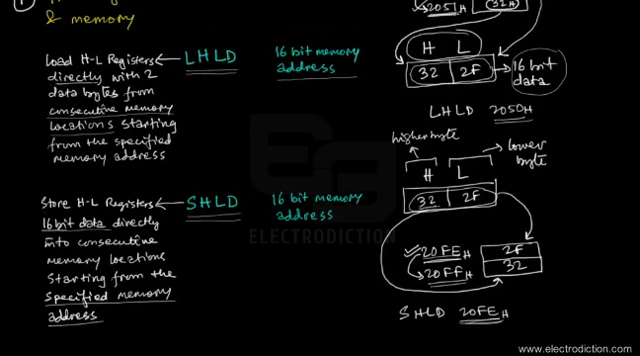 1
& memory
2051H
32H
Load H-L Registers
directly with 2
data bytes from
consecutive memory
locations starting
from the specified
memory address
LHLD
16 bit memory
address
H L
32 2F
16 bit
data
LHLD 2050H
higher byte
lower
byte
H L
32 2F
Store H-L Registers
16 bit data directly
into consecutive
memory locations
starting from the
specified memory
address
SHLD
16 bit memory
address
ELECTRODICTION
20FEH
2F
20FFH
32
SHLD 20FEH
www.electrodiction.com